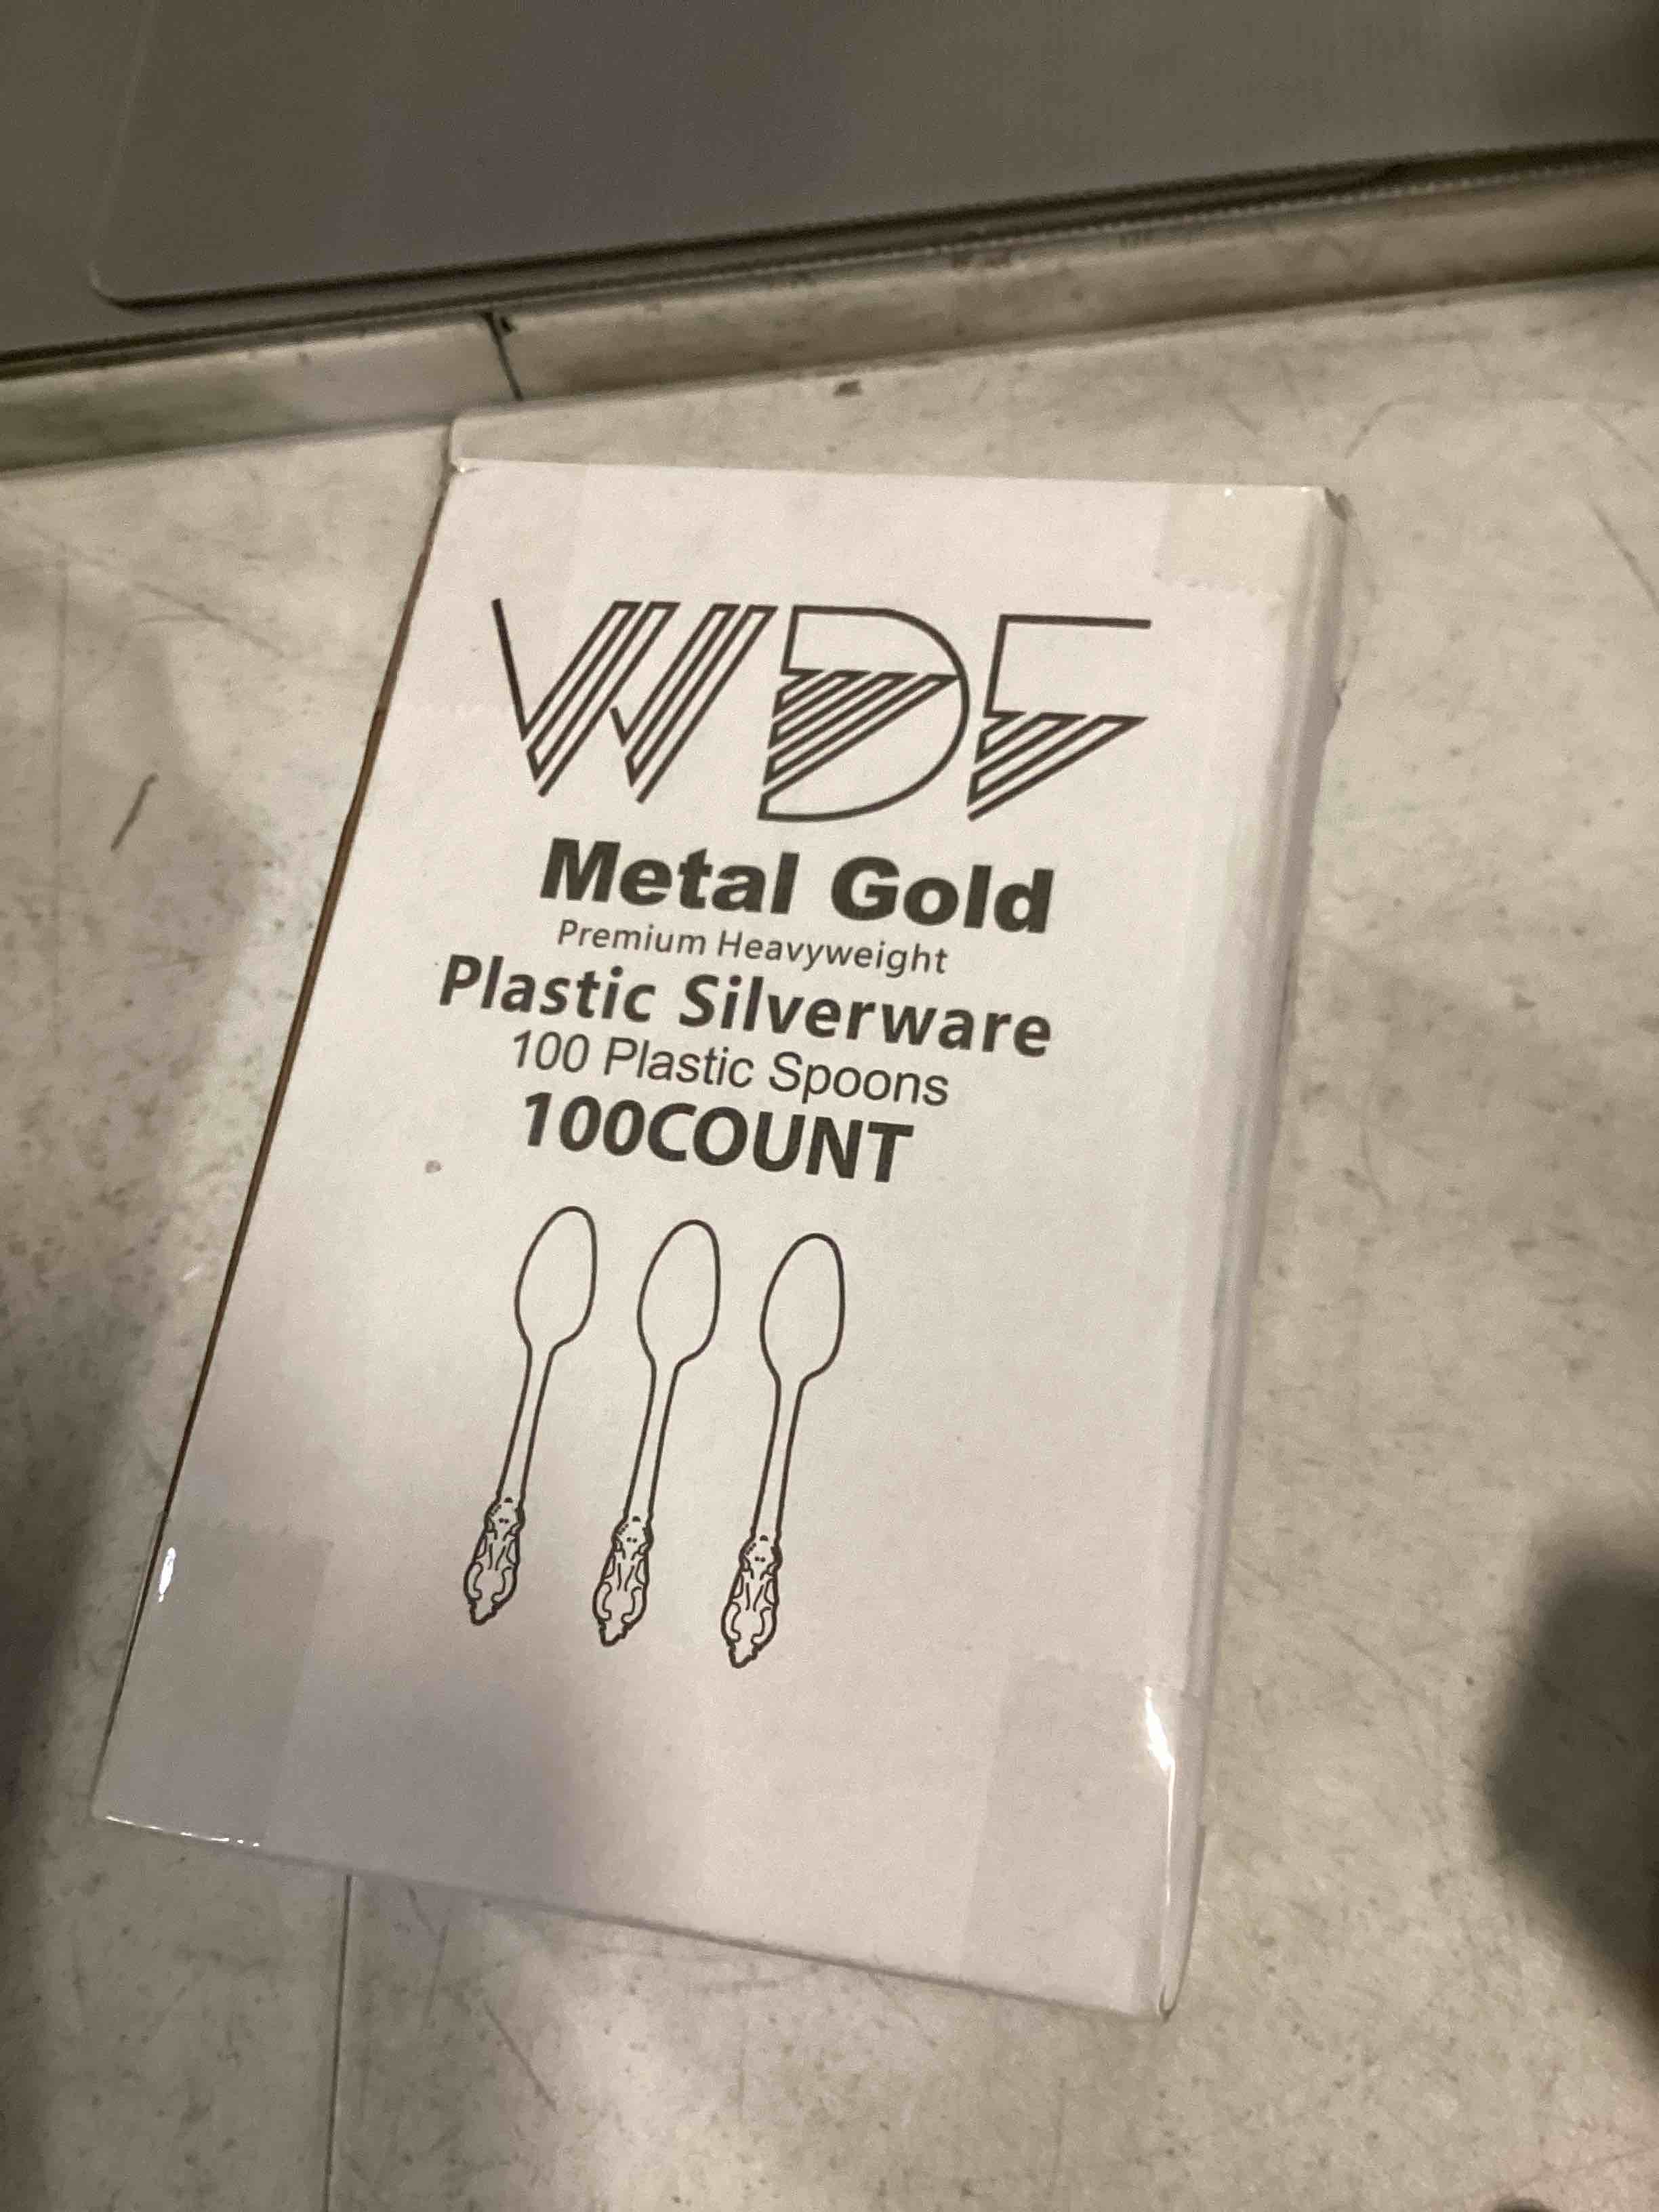 WDF
Metal Gold
Premium Heavyweight
Plastic Silverware
100 Plastic Spoons
100COUNT